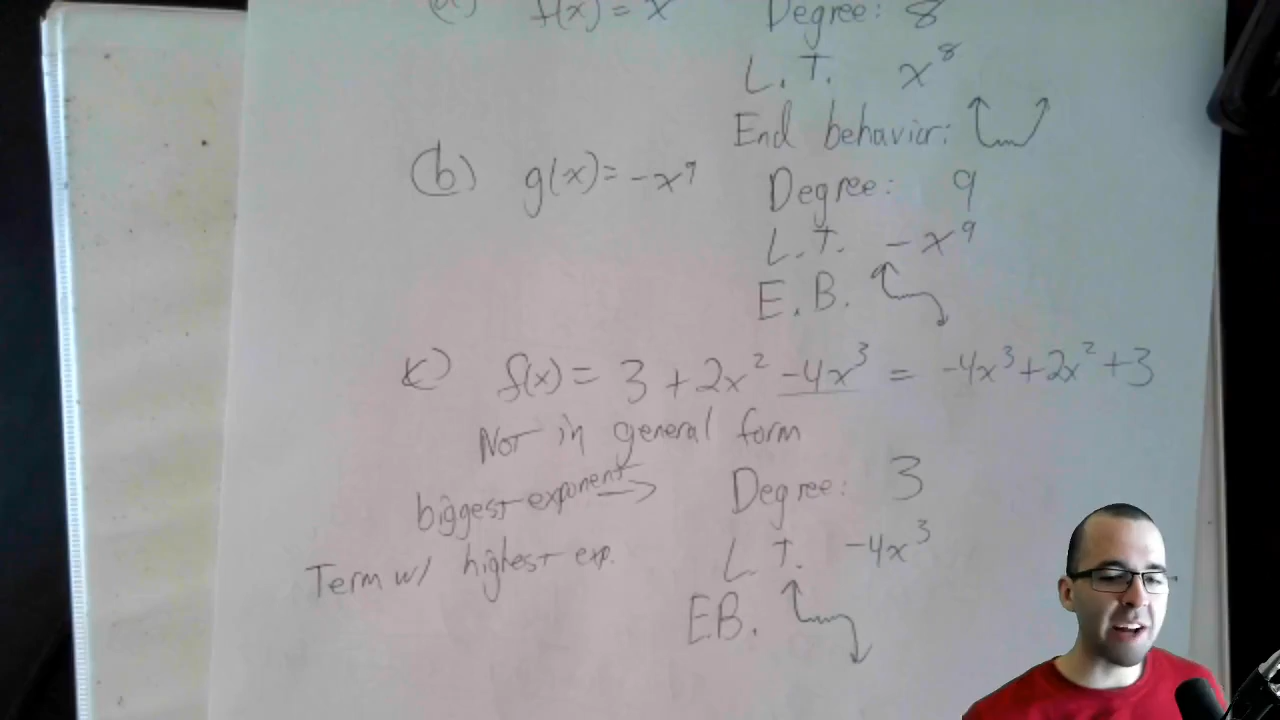 (a) f(x) = x Degree: 8
L.T. x⁸
End behavior:
(b) g(x) = -x⁹ Degree: 9
L.T. -x⁹
E.B.
(c) f(x) = 3 + 2x² - 4x³ = -4x³ + 2x² + 3
Not in general form
biggest exponent → Degree: 3
Term w/ highest exp. L.T. -4x³
E.B.